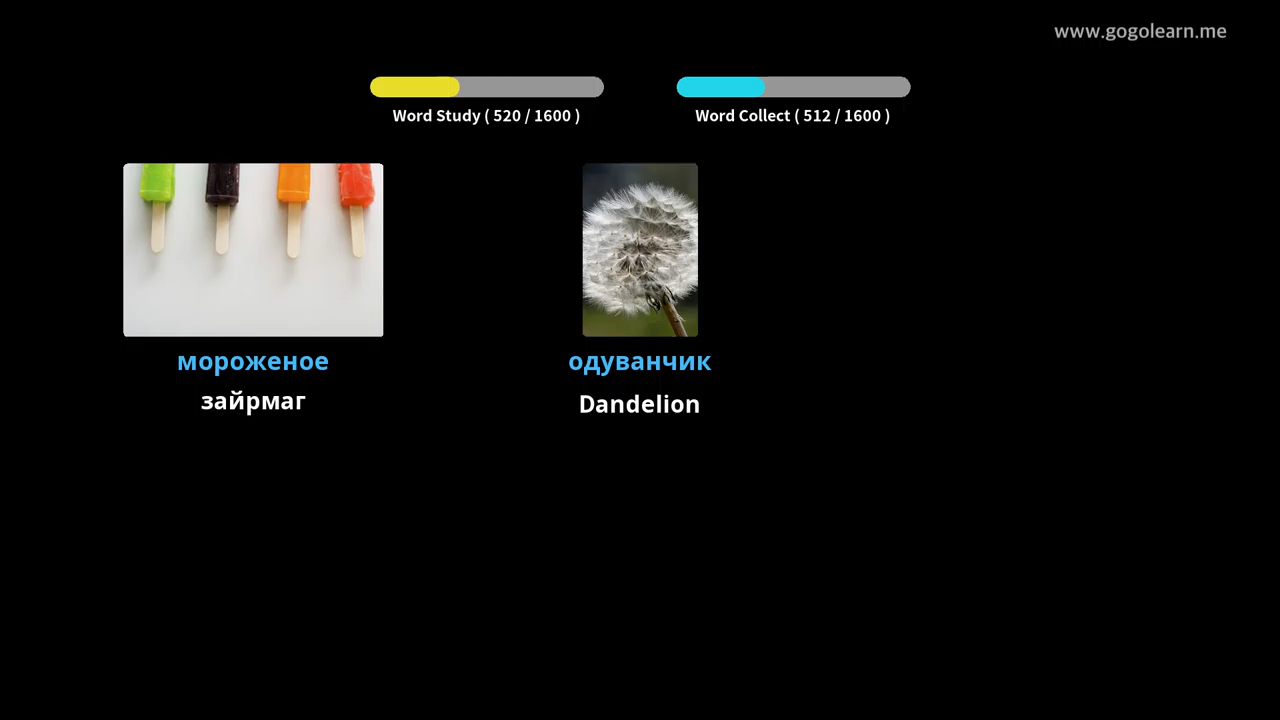 www.gogolearn.me
Word Study ( 520 / 1600 )
Word Collect ( 512 / 1600 )
мороженое
зайрмаг
одуванчик
Dandelion